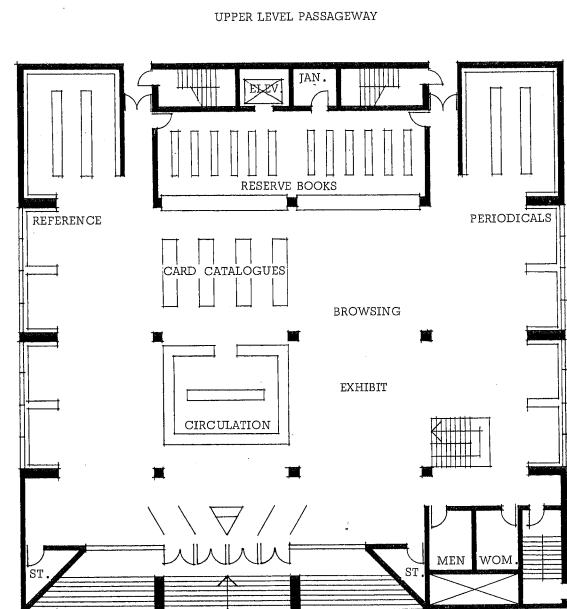 UPPER LEVEL PASSAGEWAY
JAN.
ELEV.
RESERVE BOOKS
REFERENCE
PERIODICALS
CARD CATALOGUES
BROWSING
EXHIBIT
CIRCULATION
MEN
WOM.
ST.
ST.